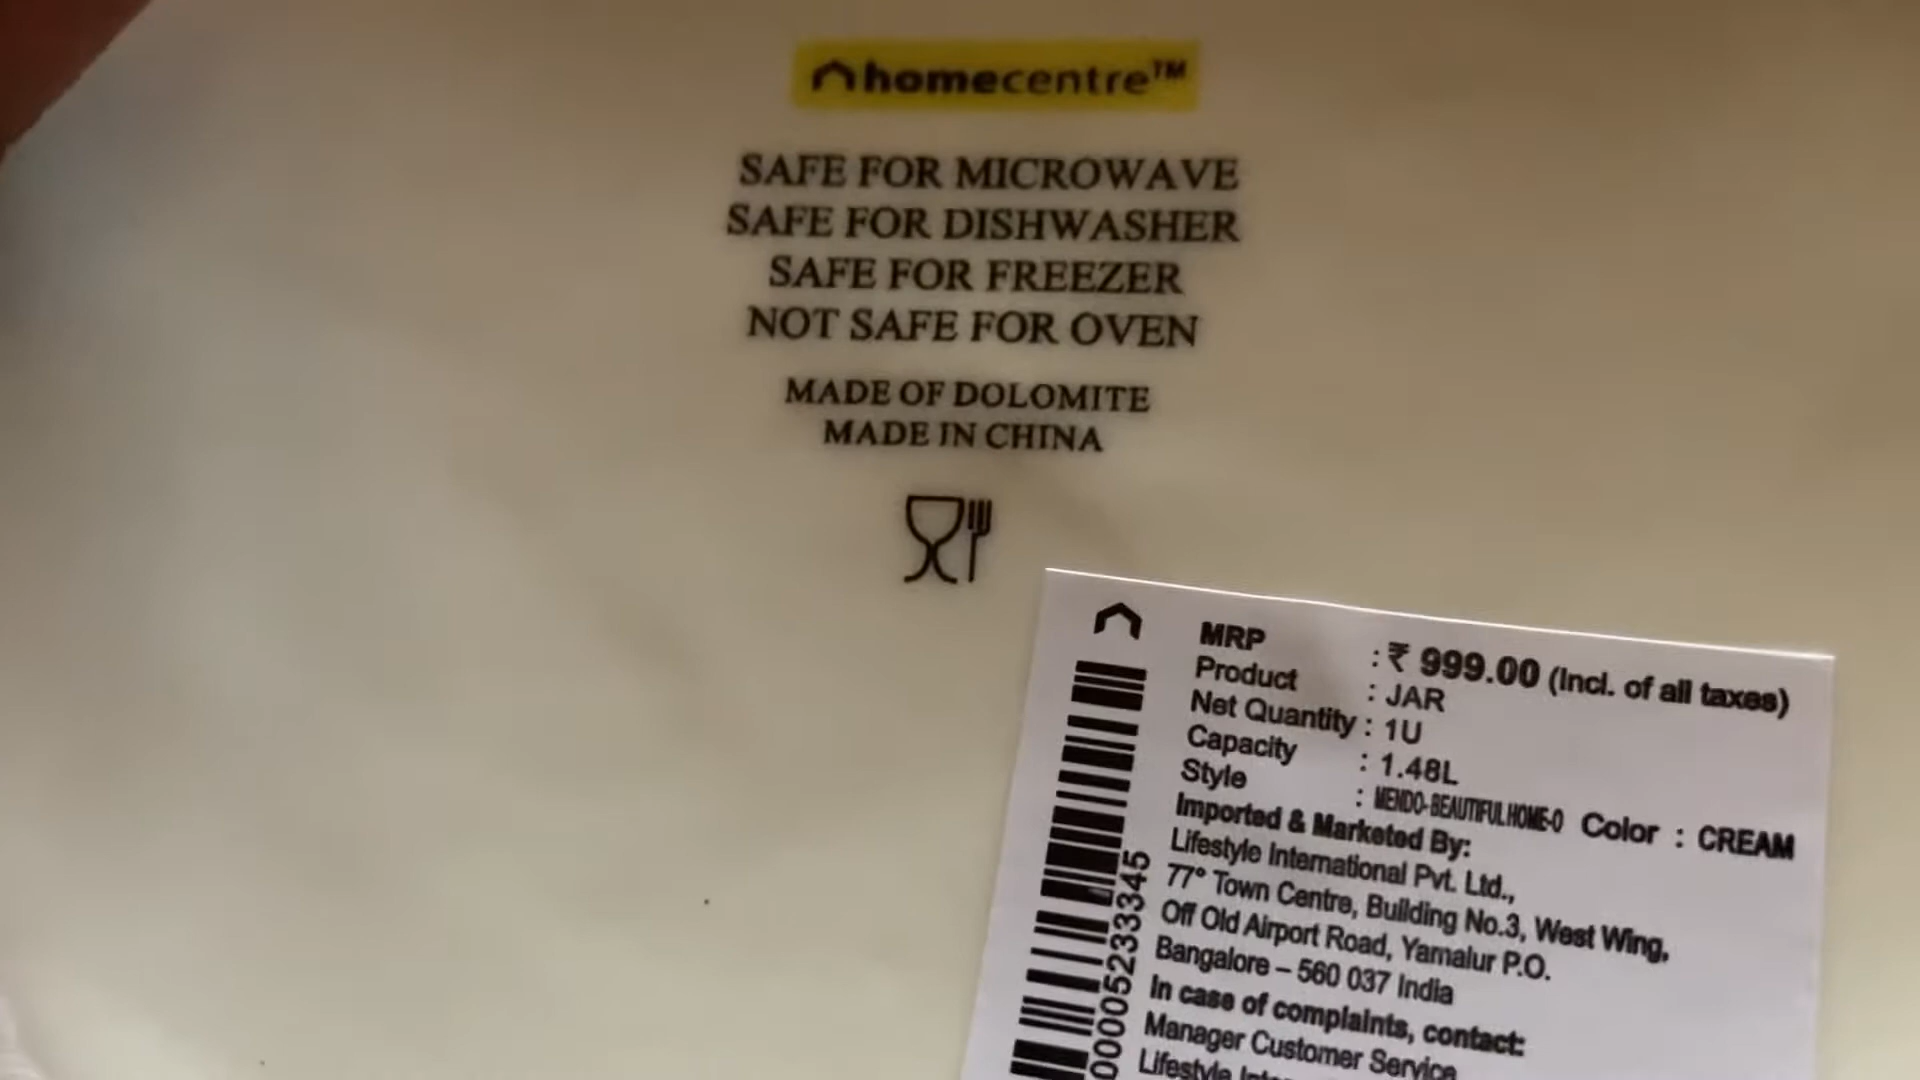 homecentre™
SAFE FOR MICROWAVE
SAFE FOR DISHWASHER
SAFE FOR FREEZER
NOT SAFE FOR OVEN
MADE OF DOLOMITE
MADE IN CHINA
MRP : ₹ 999.00 (Incl. of all taxes)
Product : JAR
Net Quantity : 1U
Capacity : 1.48L
Style : MENDO-BEAUTIFULHOME-0 Color : CREAM
Imported & Marketed By:
Lifestyle International Pvt. Ltd.,
77° Town Centre, Building No.3, West Wing,
Off Old Airport Road, Yamalur P.O.
Bangalore – 560 037 India
In case of complaints, contact:
Manager Customer Service
Lifestyle
000052333345